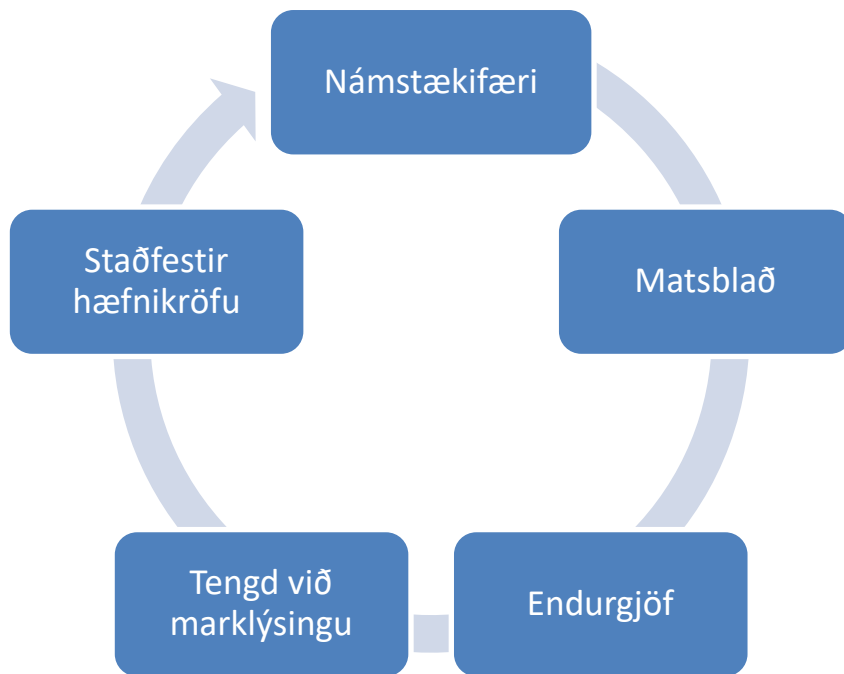 Námstækifæri
Matsblað
Endurgjöf
Tengd við
marklýsingu
Staðfestir
hæfnikröfu